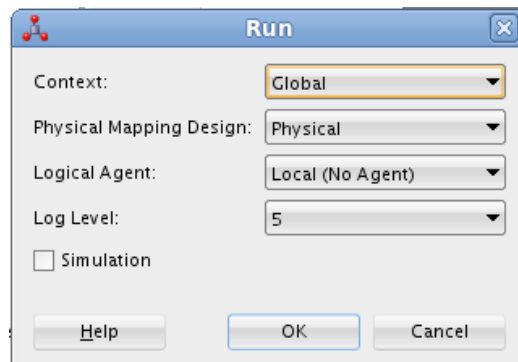 Run
Context: Global
Physical Mapping Design: Physical
Logical Agent: Local (No Agent)
Log Level: 5
Simulation
Help OK Cancel